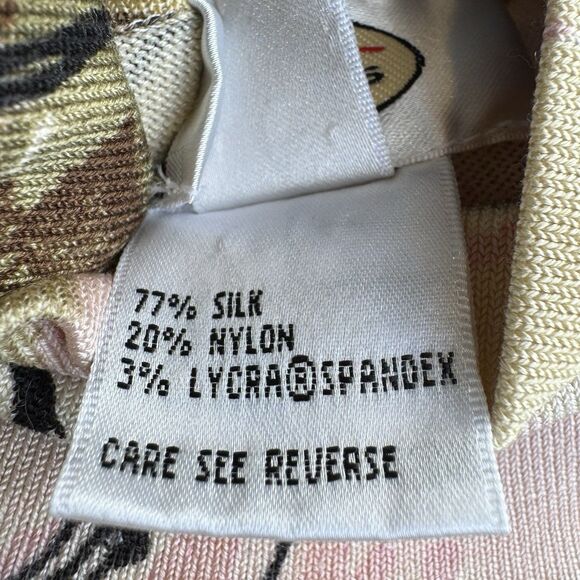 77% SILK
20% NYLON
3% LYCRA®SPANDEX
CARE SEE REVERSE